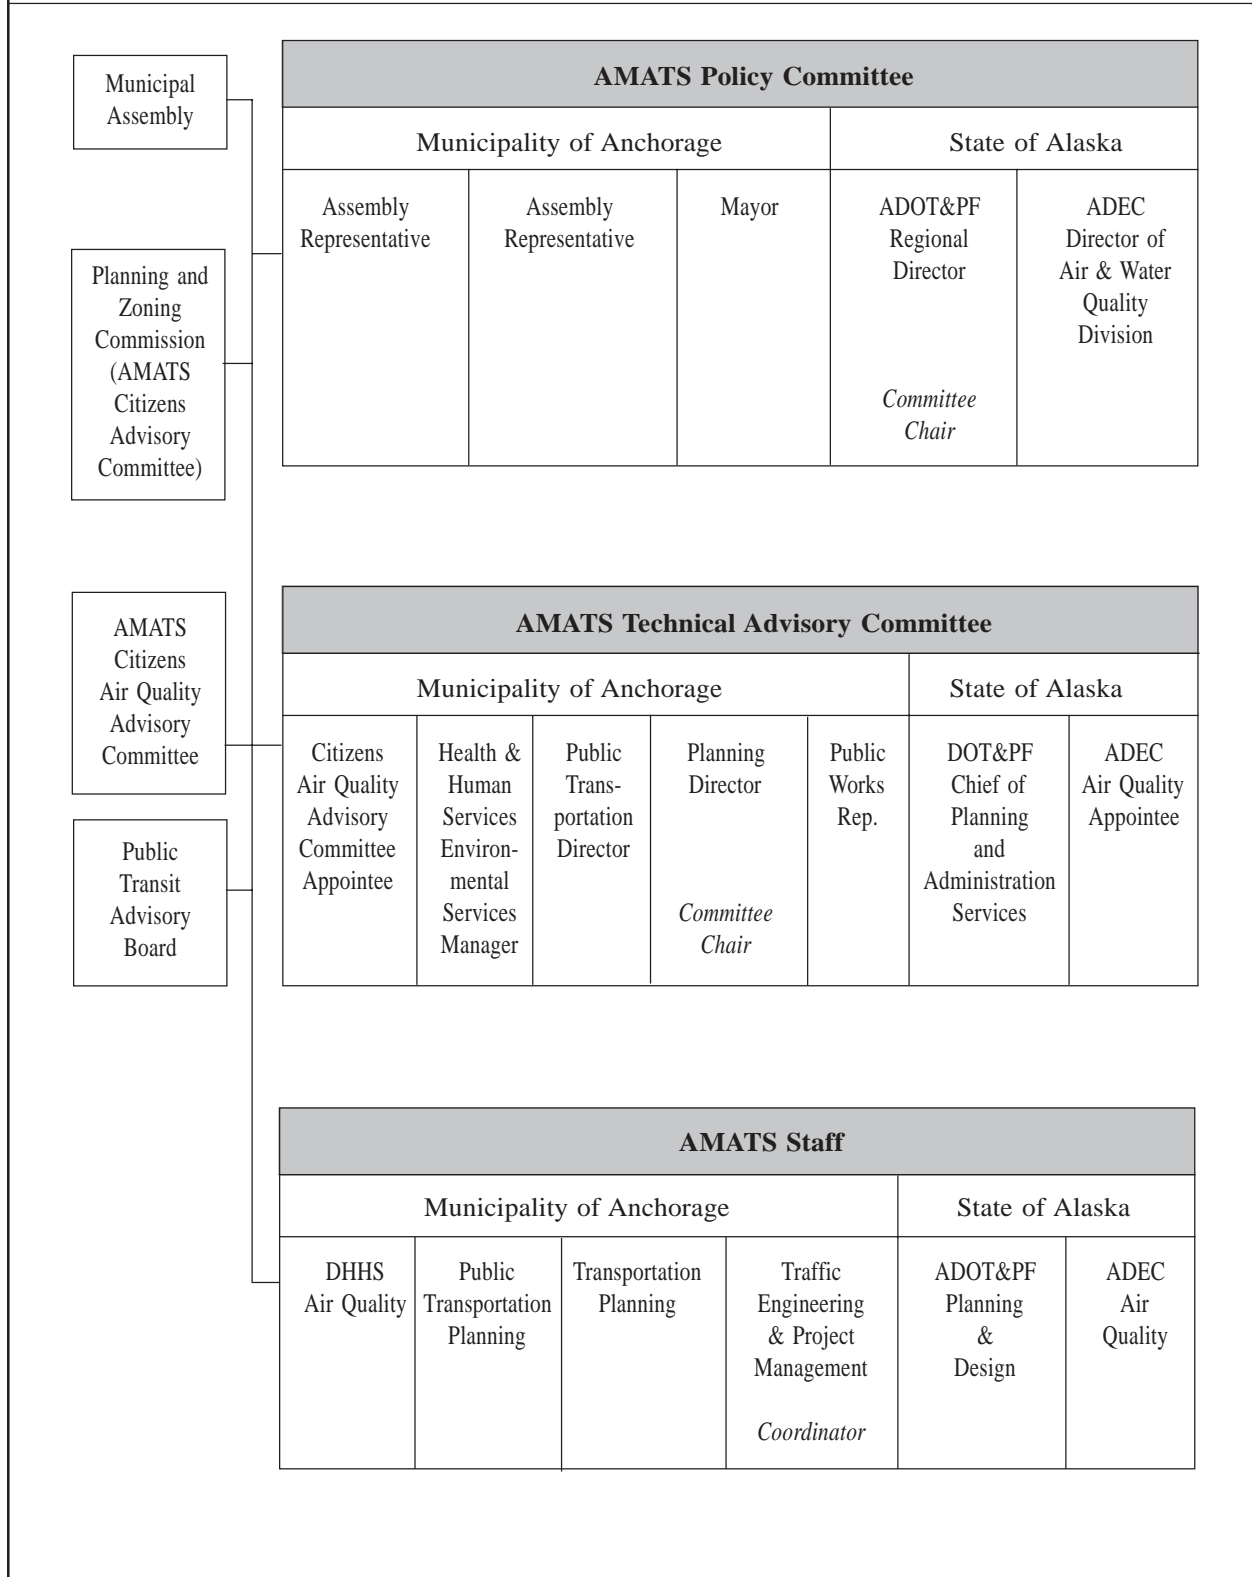 Municipal
Assembly
Planning and
Zoning
Commission
(AMATS
Citizens
Advisory
Committee)
AMATS
Citizens
Air Quality
Advisory
Committee
Public
Transit
Advisory
Board
AMATS Policy Committee
Municipality of Anchorage
State of Alaska
Assembly
Representative
Assembly
Representative
Mayor
ADOT&PF
Regional
Director
Committee
Chair
ADEC
Director of
Air & Water
Quality
Division
AMATS Technical Advisory Committee
Municipality of Anchorage
State of Alaska
Citizens
Air Quality
Advisory
Committee
Appointee
Health &
Human
Services
Environ-
mental
Services
Manager
Public
Trans-
portation
Director
Planning
Director
Committee
Chair
Public
Works
Rep.
DOT&PF
Chief of
Planning
and
Administration
Services
ADEC
Air Quality
Appointee
AMATS Staff
Municipality of Anchorage
State of Alaska
DHHS
Air Quality
Public
Transportation
Planning
Transportation
Planning
Traffic
Engineering
& Project
Management
Coordinator
ADOT&PF
Planning
&
Design
ADEC
Air
Quality